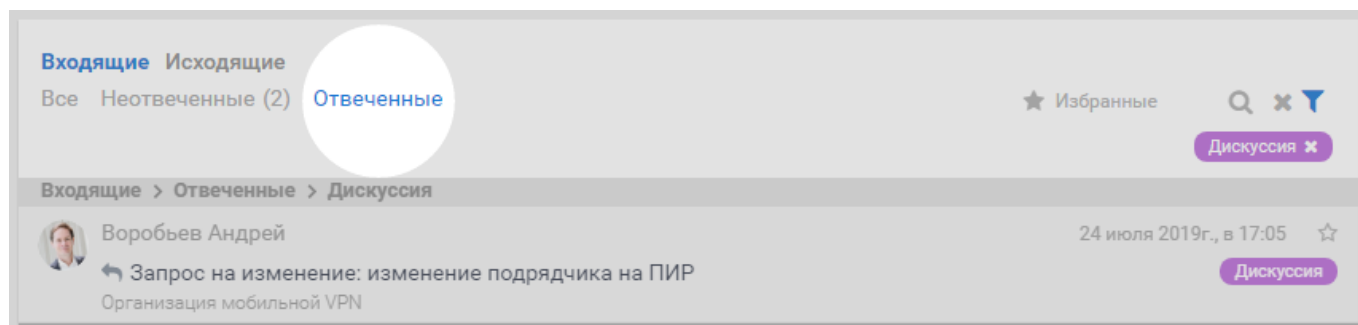 Входящие Исходящие
Все Неотвеченные (2) Отвеченные Избранные
Дискуссия
Входящие > Отвеченные > Дискуссия
Воробьев Андрей 24 июля 2019г., в 17:05
Запрос на изменение: изменение подрядчика на ПИР Дискуссия
Организация мобильной VPN